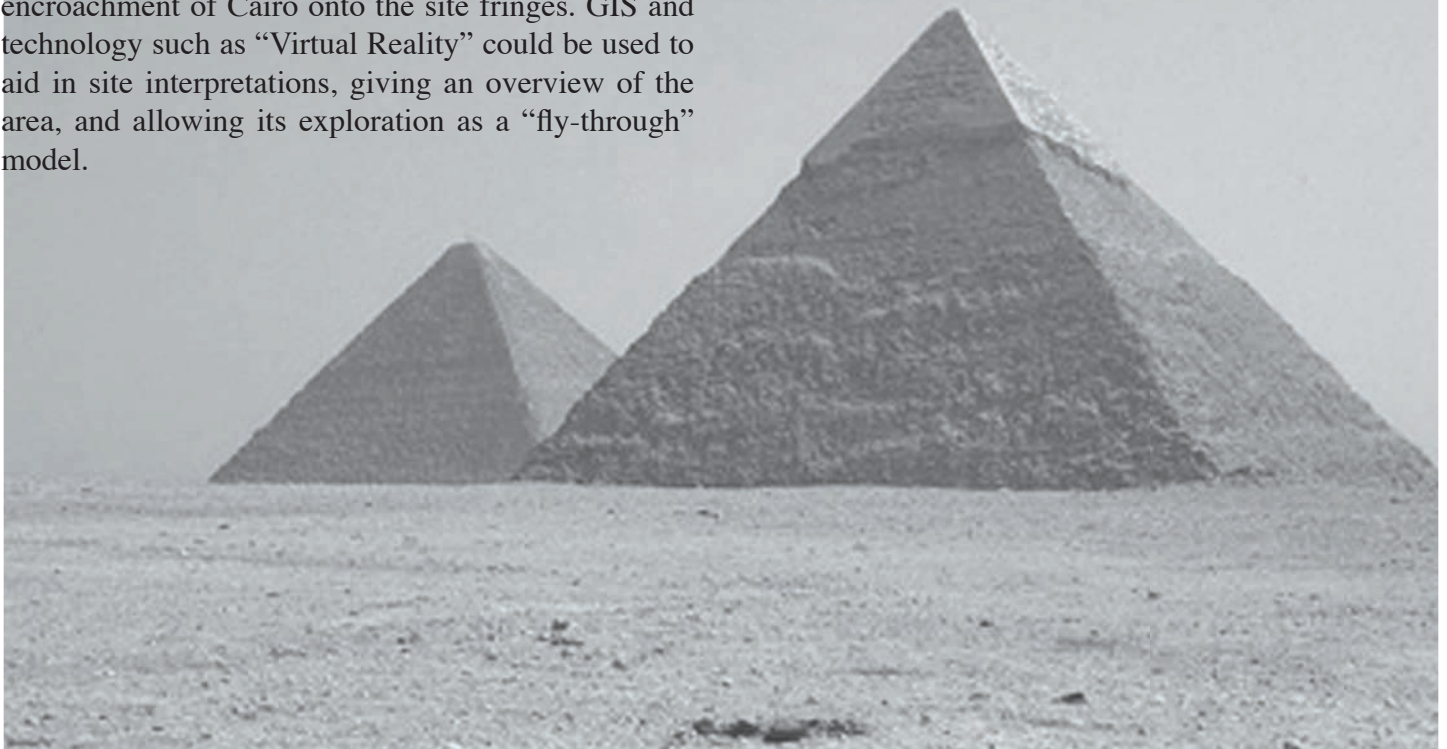 encroachment of Cairo onto the site fringes. GIS and
technology such as “Virtual Reality” could be used to
aid in site interpretations, giving an overview of the
area, and allowing its exploration as a “fly-through”
model.